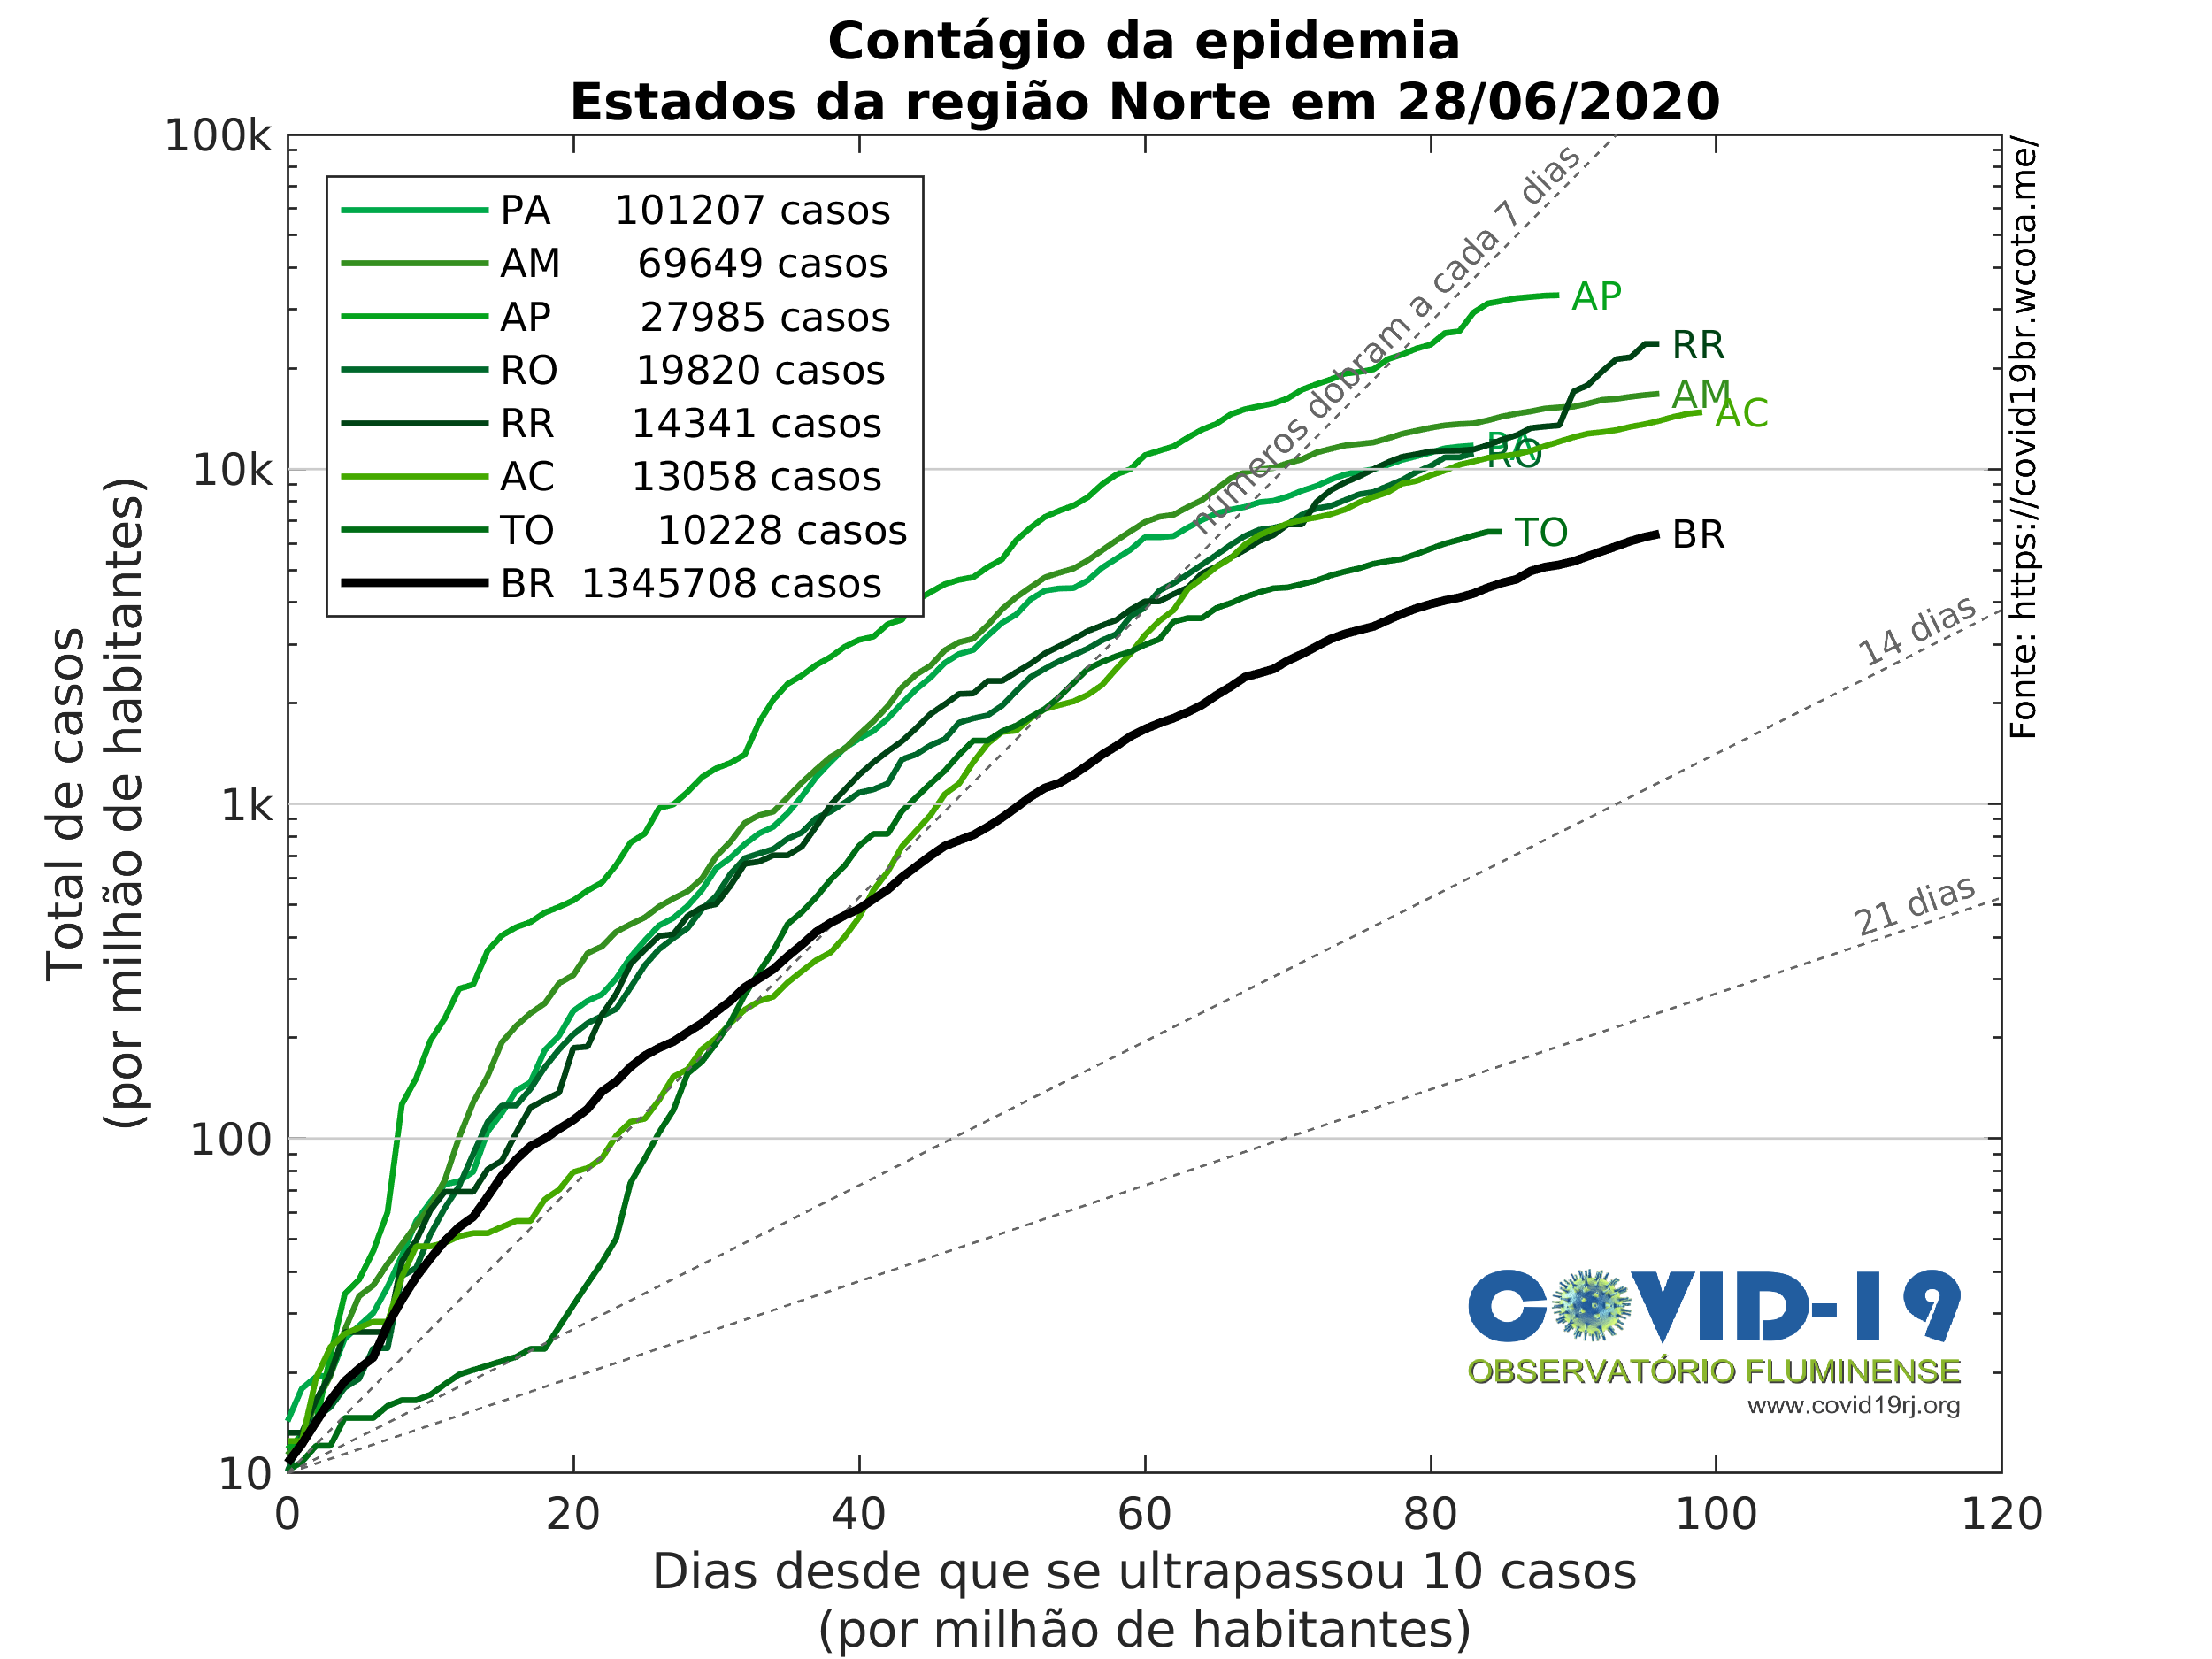 Contágio da epidemia
Estados da região Norte em 28/06/2020
100k
10k
1k
100
10
Total de casos
(por milhão de habitantes)
PA 101207 casos
AM 69649 casos
AP 27985 casos
RO 19820 casos
RR 14341 casos
AC 13058 casos
TO 10228 casos
BR 1345708 casos
números dobram a cada 7 dias
14 dias
21 dias
AP
RR
AM
AC
PA
RO
TO
BR
Fonte: https://covid19br.wcota.me/
COVID-19
OBSERVATÓRIO FLUMINENSE
www.covid19rj.org
0 20 40 60 80 100 120
Dias desde que se ultrapassou 10 casos
(por milhão de habitantes)